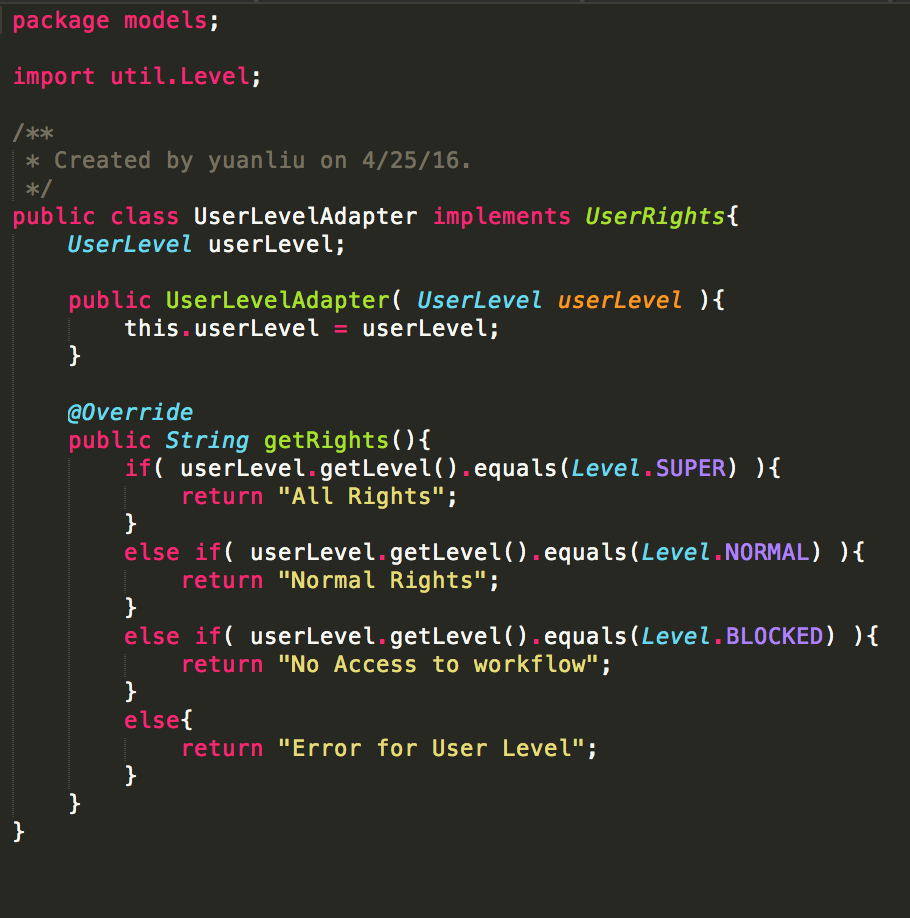 package models;

import util.Level;

/**
 * Created by yuanliu on 4/25/16.
 */
public class UserLevelAdapter implements UserRights{
    UserLevel userLevel;

    public UserLevelAdapter( UserLevel userLevel ){
        this.userLevel = userLevel;
    }

    @Override
    public String getRights(){
        if( userLevel.getLevel().equals(Level.SUPER) ){
            return "All Rights";
        }
        else if( userLevel.getLevel().equals(Level.NORMAL) ){
            return "Normal Rights";
        }
        else if( userLevel.getLevel().equals(Level.BLOCKED) ){
            return "No Access to workflow";
        }
        else{
            return "Error for User Level";
        }
    }
}